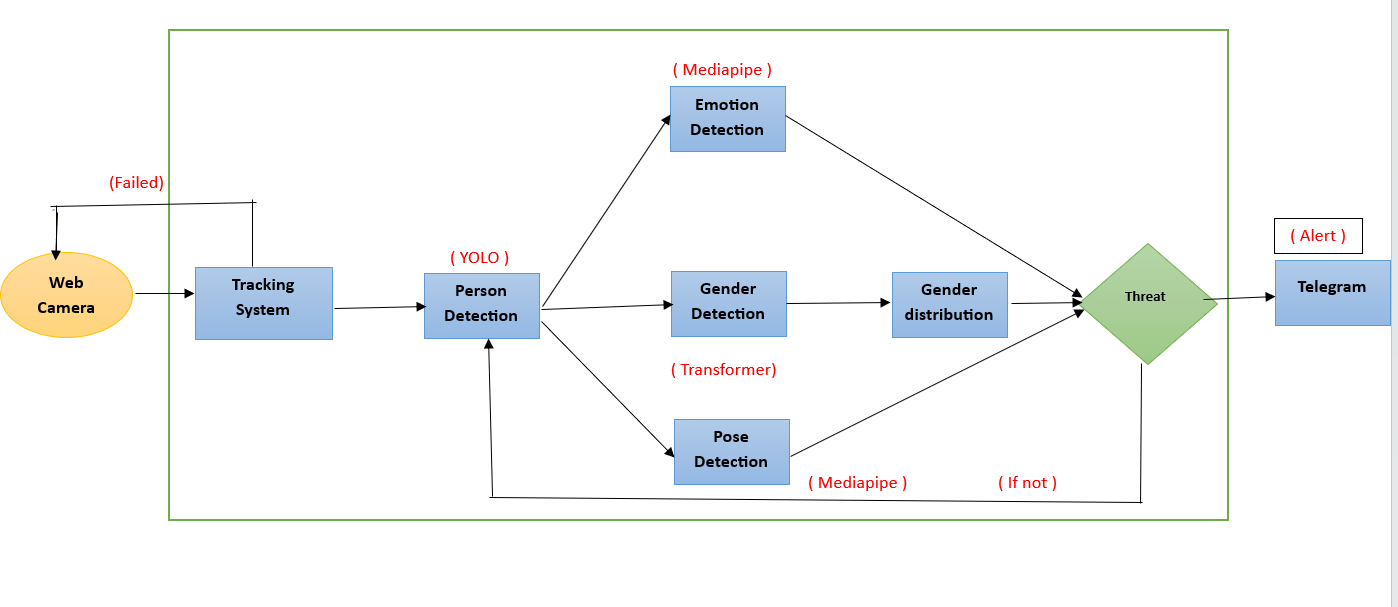 ( Mediapipe )
Emotion
Detection
(Failed)
Web
Camera
Tracking
System
( YOLO )
Person
Detection
Gender
Detection
( Transformer)
Gender
distribution
Pose
Detection
( Mediapipe )
( If not )
Threat
( Alert )
Telegram